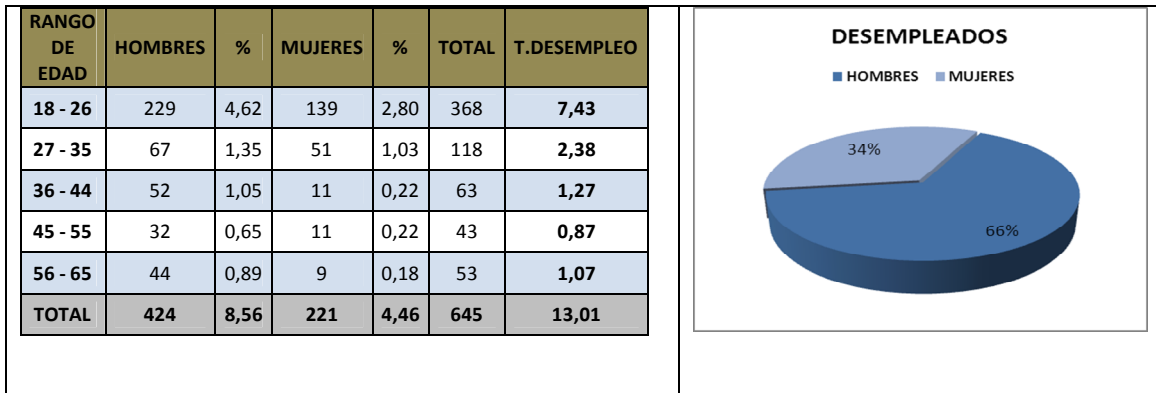 RANGO DE EDAD HOMBRES % MUJERES % TOTAL T.DESEMPLEO
18 - 26 229 4,62 139 2,80 368 7,43
27 - 35 67 1,35 51 1,03 118 2,38
36 - 44 52 1,05 11 0,22 63 1,27
45 - 55 32 0,65 11 0,22 43 0,87
56 - 65 44 0,89 9 0,18 53 1,07
TOTAL 424 8,56 221 4,46 645 13,01
DESEMPLEADOS
HOMBRES MUJERES
34%
66%